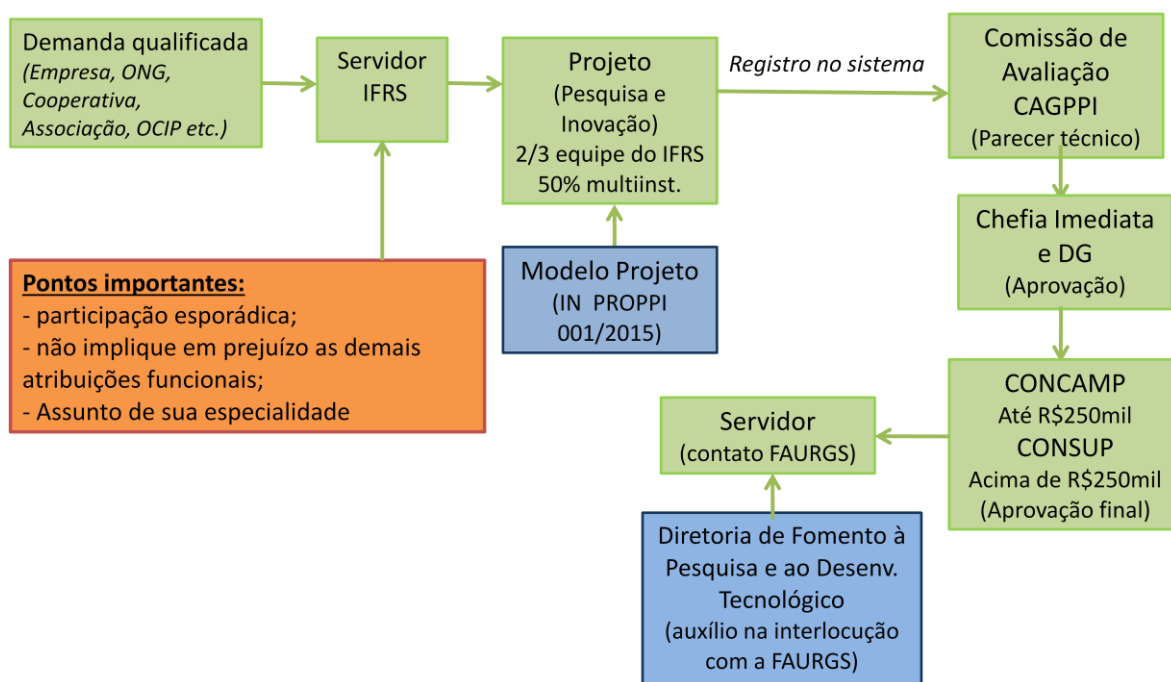 Demanda qualificada
(Empresa, ONG,
Cooperativa,
Associação, OCIP etc.)
Servidor
IFRS
Projeto
(Pesquisa e
Inovação)
2/3 equipe do IFRS
50% multiinst.
Registro no sistema
Comissão de
Avaliação
CAGPPI
(Parecer técnico)
Chefia Imediata
e DG
(Aprovação)
Pontos importantes:
- participação esporádica;
- não implique em prejuízo as demais
atribuições funcionais;
- Assunto de sua especialidade
Modelo Projeto
(IN PROPPI
001/2015)
CONCAMP
Até R$250mil
CONSUP
Acima de R$250mil
(Aprovação final)
Servidor
(contato FAURGS)
Diretoria de Fomento à
Pesquisa e ao Desenv.
Tecnológico
(auxílio na interlocução
com a FAURGS)